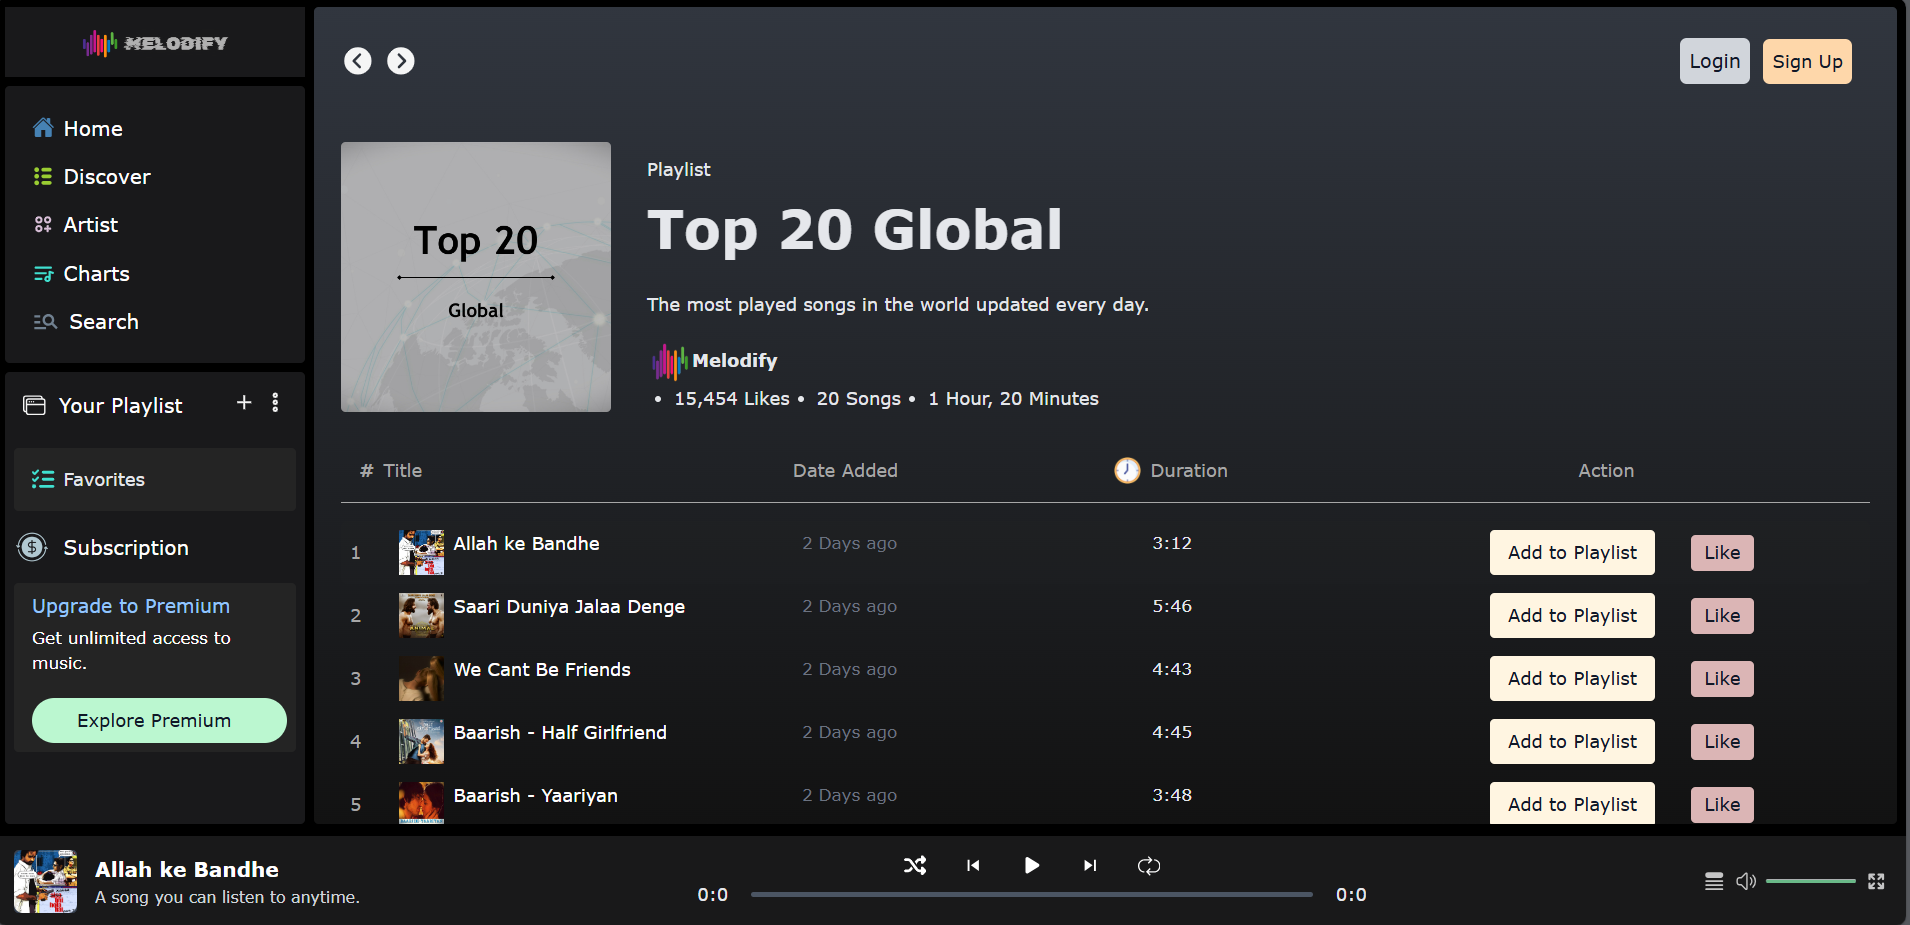 MELODIFY
Home
Discover
Artist
Charts
Search
Your Playlist
Favorites
Subscription
Upgrade to Premium
Get unlimited access to
music.
Explore Premium
Login
Sign Up
Top 20
Global
Playlist
Top 20 Global
The most played songs in the world updated every day.
Melodify
• 15,454 Likes • 20 Songs • 1 Hour, 20 Minutes
# Title Date Added Duration Action
1 Allah ke Bandhe 2 Days ago 3:12 Add to Playlist Like
2 Saari Duniya Jalaa Denge 2 Days ago 5:46 Add to Playlist Like
3 We Cant Be Friends 2 Days ago 4:43 Add to Playlist Like
4 Baarish - Half Girlfriend 2 Days ago 4:45 Add to Playlist Like
5 Baarish - Yaariyan 2 Days ago 3:48 Add to Playlist Like
Allah ke Bandhe
A song you can listen to anytime.
0:0 0:0